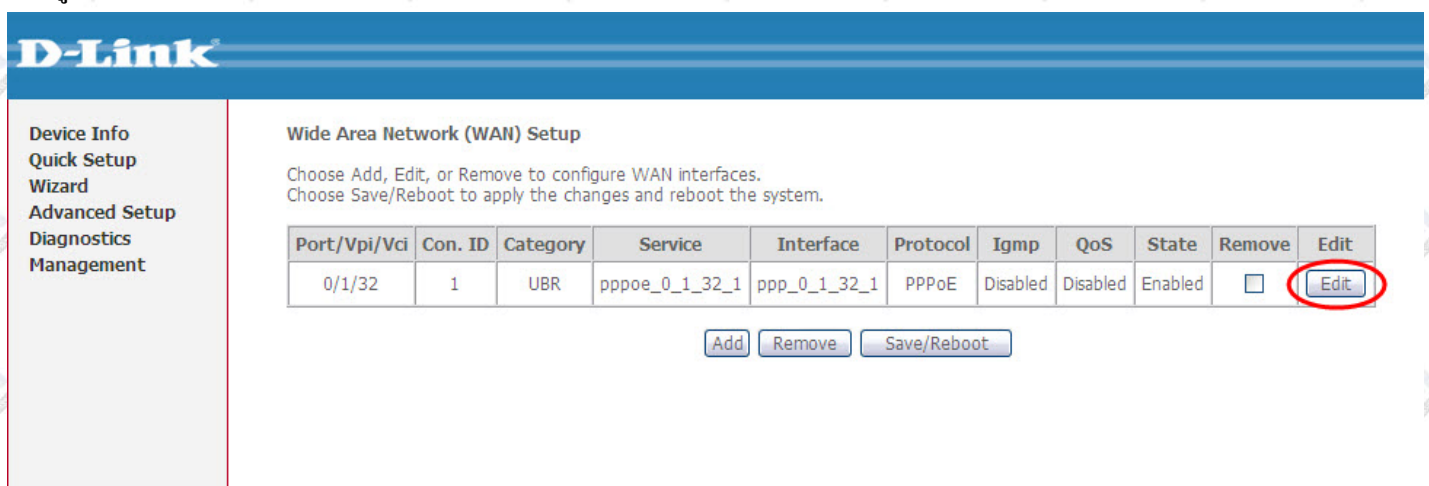 D-Link
Device Info
Quick Setup
Wizard
Advanced Setup
Diagnostics
Management
Wide Area Network (WAN) Setup
Choose Add, Edit, or Remove to configure WAN interfaces.
Choose Save/Reboot to apply the changes and reboot the system.
Port/Vpi/Vci Con. ID Category Service Interface Protocol Igmp QoS State Remove Edit
0/1/32 1 UBR pppoe_0_1_32_1 ppp_0_1_32_1 PPPoE Disabled Disabled Enabled Edit
Add Remove Save/Reboot